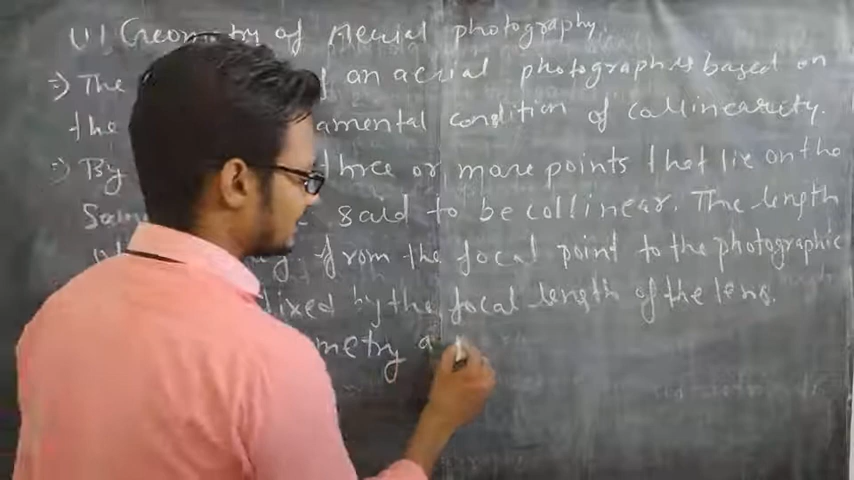 VI Geometry of Aerial photography.
⇒ The an aerial photograph is based on
the amental condition of collinearity.
⇒ By three or more points that lie on the
Same said to be collinear. The length
from the focal point to the photographic
fixed by the focal length of the lens.
metry a